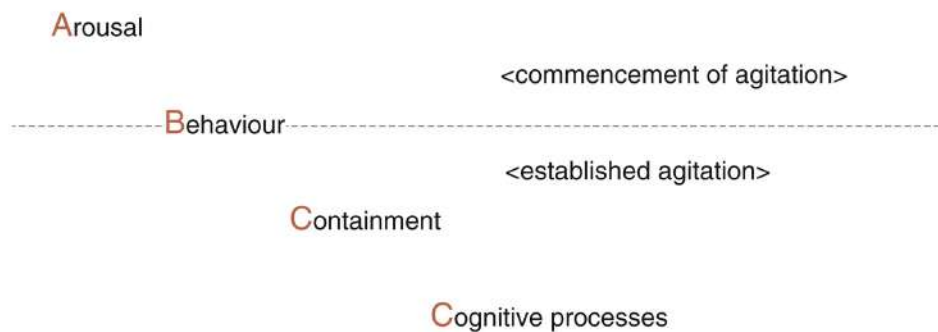 Arousal
<commencement of agitation>
Behaviour
<established agitation>
Containment
Cognitive processes